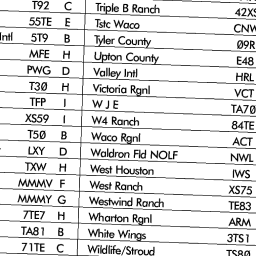 T92 C Triple B Ranch 42XS
55TE E Tstc Waco CNW
Intl 5T9 B Tyler County 09R
MFE H Upton County E48
PWG D Valley Intl HRL
T30 H Victoria Rgnl VCT
TFP I W J E TA70
XS59 I W4 Ranch 84TE
T50 B Waco Rgnl ACT
LXY D Waldron Fld NOLF NWL
TXW H West Houston IWS
MMMV F West Ranch XS75
MMMY G Westwind Ranch TE83
7TE7 H Wharton Rgnl ARM
TA81 B White Wings 3TS1
71TE C Wildlife/Stroud TS80